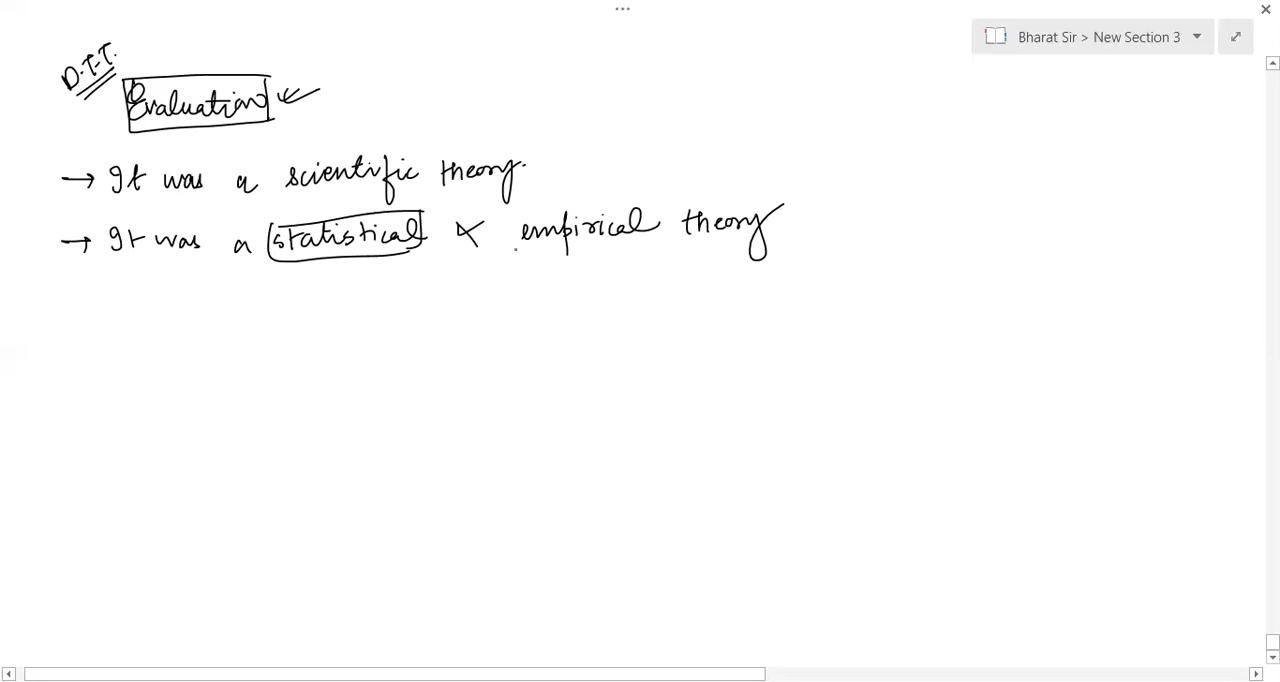 Bharat Sir > New Section 3
D.T.T.
Evaluation
→ It was a scientific theory.
→ It was a statistical & empirical theory